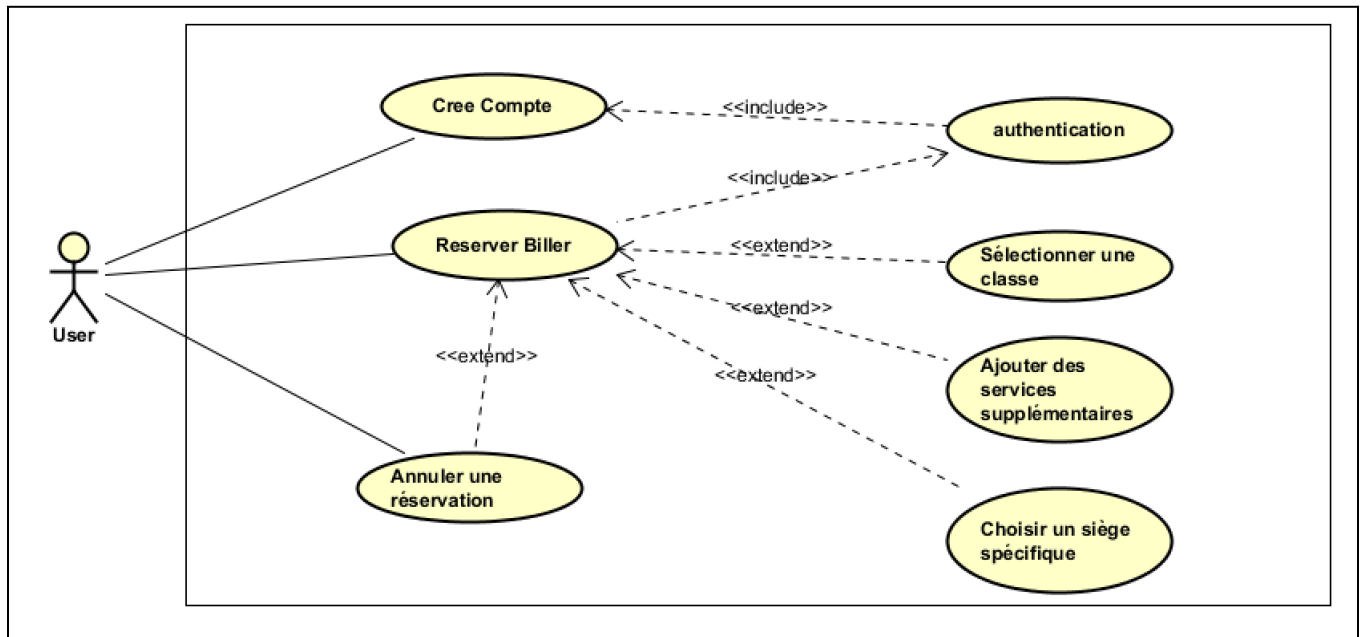 Cree Compte
<<include>>
authentication
<<include>>
Reserver Biller
<<extend>>
Sélectionner une
classe
<<extend>>
Ajouter des
services
supplémentaires
User
<<extend>>
<<extend>>
Annuler une
réservation
Choisir un siège
spécifique